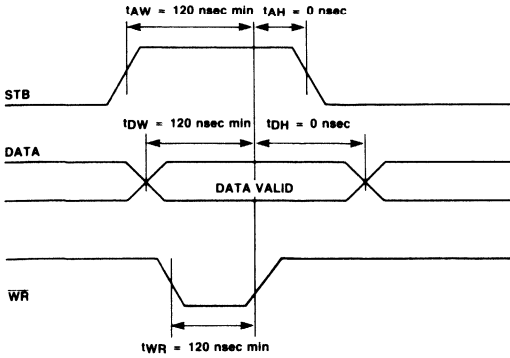 tAW = 120 nsec min tAH = 0 nsec
STB
tDW = 120 nsec min tDH = 0 nsec
DATA
DATA VALID
WR
tWR = 120 nsec min